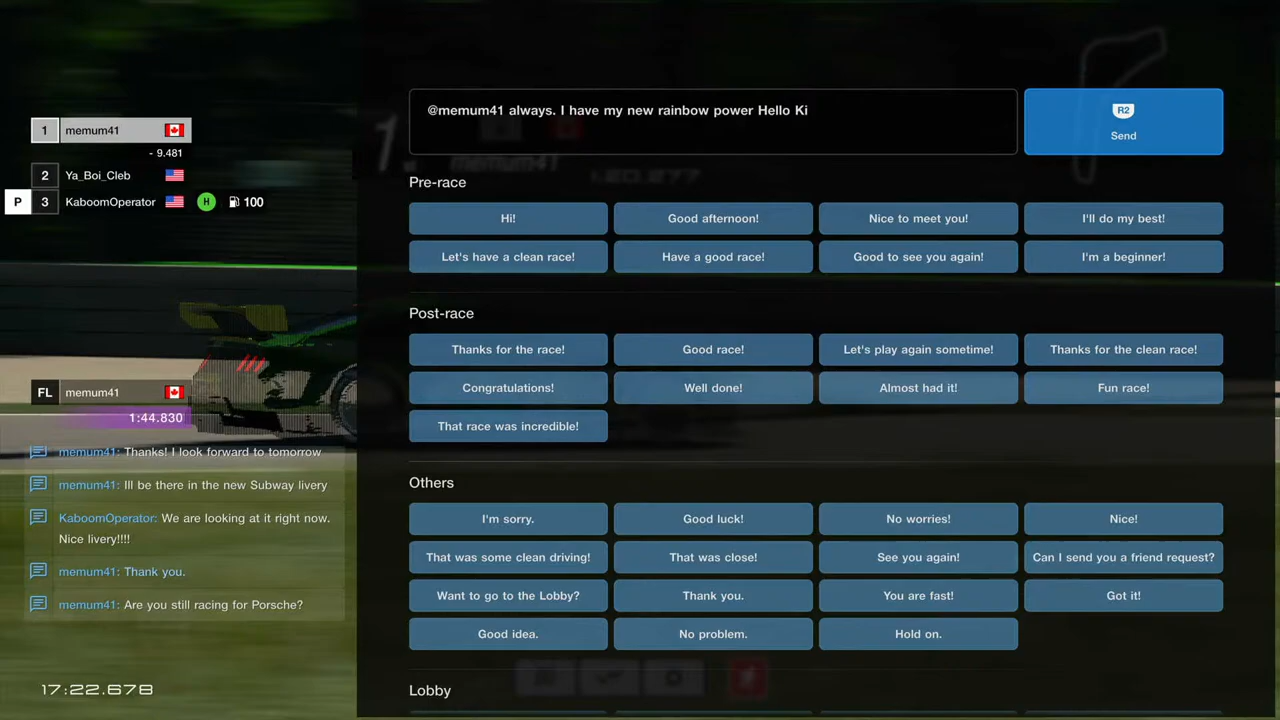 @memum41 always. I have my new rainbow power Hello Ki
R2
Send
1 memum41
- 9.481
2 Ya_Boi_Cleb
P 3 KaboomOperator H 100
Pre-race
Hi! Good afternoon! Nice to meet you! I'll do my best!
Let's have a clean race! Have a good race! Good to see you again! I'm a beginner!
Post-race
Thanks for the race! Good race! Let's play again sometime! Thanks for the clean race!
Congratulations! Well done! Almost had it! Fun race!
That race was incredible!
FL memum41
1:44.830
memum41: Thanks! I look forward to tomorrow
memum41: Ill be there in the new Subway livery
KaboomOperator: We are looking at it right now.
Nice livery!!!!
memum41: Thank you.
memum41: Are you still racing for Porsche?
Others
I'm sorry. Good luck! No worries! Nice!
That was some clean driving! That was close! See you again! Can I send you a friend request?
Want to go to the Lobby? Thank you. You are fast! Got it!
Good idea. No problem. Hold on.
Lobby
17:22.678